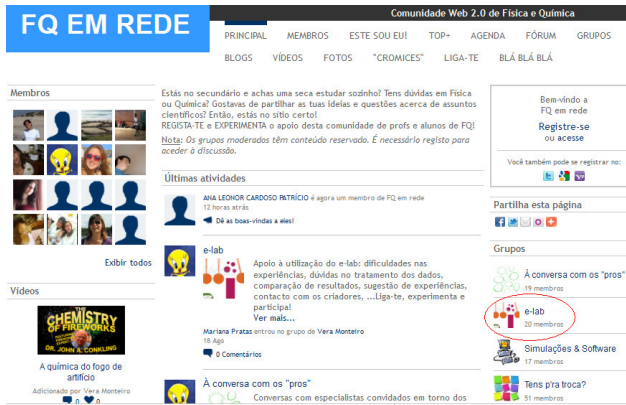 FQ EM REDE
Comunidade Web 2.0 de Física e Química
PRINCIPAL MEMBROS ESTE SOU EU! TOP+ AGENDA FÓRUM GRUPOS
BLOGS VÍDEOS FOTOS "CROMICES" LIGA-TE BLÁ BLÁ BLÁ
Membros
Exibir todos
Vídeos
THE CHEMISTRY
OF FIREWORKS
DR. JOHN A. CONKLING
A química do fogo de
artifício
Adicionado por Vera Monteiro
0 0
Estás no secundário e achas uma seca estudar sozinho? Tens dúvidas em Física
ou Química? Gostavas de partilhar as tuas ideias e questões acerca de assuntos
científicos? Então, estás no sítio certo!
REGISTA-TE e EXPERIMENTA o apoio desta comunidade de profs e alunos de FQ!
Nota: Os grupos moderados têm conteúdo reservado. É necessário registo para
aceder à discussão.
Últimas atividades
ANA LEONOR CARDOSO PATRÍCIO é agora um membro de FQ em rede
12 horas atrás
Dê as boas-vindas a eles!
e-lab
Apoio à utilização do e-lab: dificuldades nas
experiências, dúvidas no tratamento dos dados,
comparação de resultados, sugestão de experiências,
contacto com os criadores, ...Liga-te, experimenta e
participa!
Ver mais...
Mariana Pratas entrou no grupo de Vera Monteiro
18 Ago
0 Comentários
À conversa com os "pros"
Conversas com especialistas convidados em torno dos
Bem-vindo a
FQ em rede
Registre-se
ou acesse
Você também pode se registrar no:
Partilha esta página
Grupos
À conversa com os "pros"
19 membros
e-lab
20 membros
Simulações & Software
17 membros
Tens p'ra troca?
51 membros